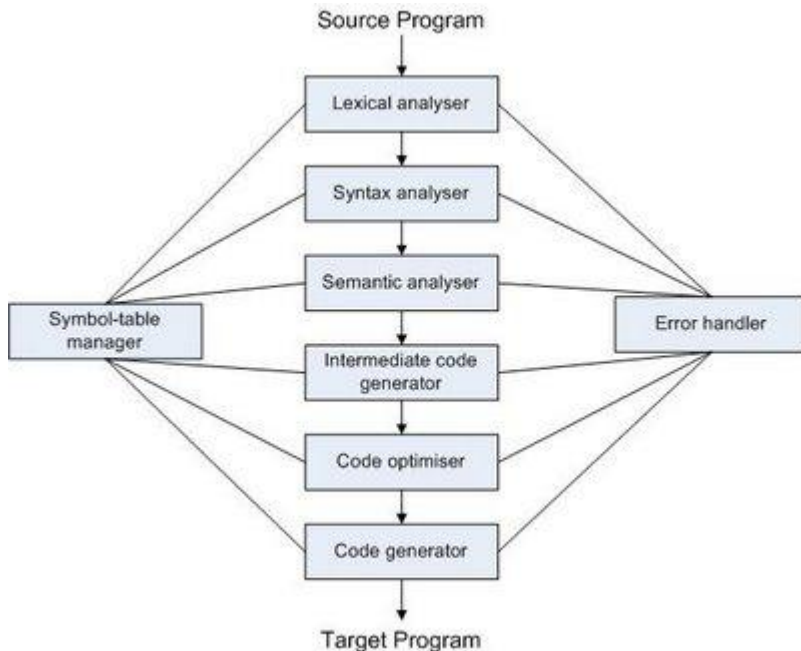 Source Program
Lexical analyser
Syntax analyser
Semantic analyser
Symbol-table
manager
Error handler
Intermediate code
generator
Code optimiser
Code generator
Target Program